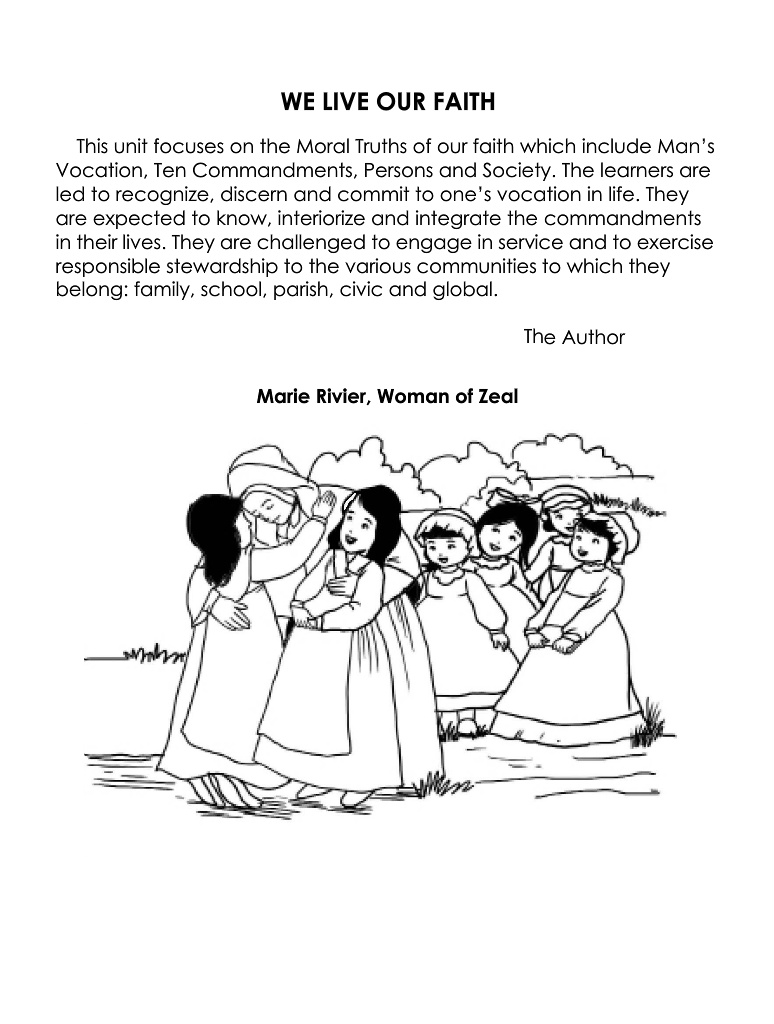 WE LIVE OUR FAITH
This unit focuses on the Moral Truths of our faith which include Man’s
Vocation, Ten Commandments, Persons and Society. The learners are
led to recognize, discern and commit to one’s vocation in life. They
are expected to know, interiorize and integrate the commandments
in their lives. They are challenged to engage in service and to exercise
responsible stewardship to the various communities to which they
belong: family, school, parish, civic and global.
The Author
Marie Rivier, Woman of Zeal